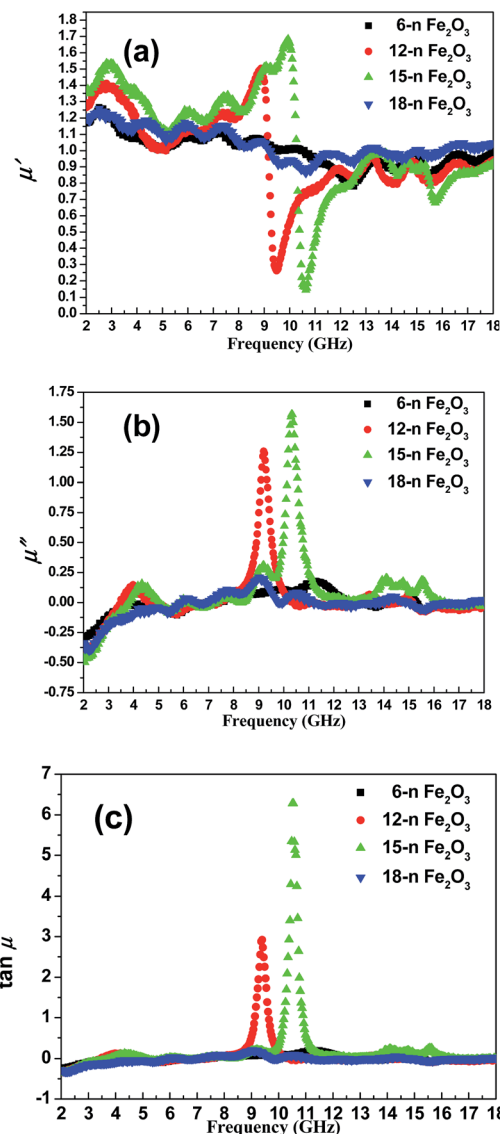 (a)
6-n Fe₂O₃
12-n Fe₂O₃
15-n Fe₂O₃
18-n Fe₂O₃
μ′
1.8
1.7
1.6
1.5
1.4
1.3
1.2
1.1
1.0
0.9
0.8
0.7
0.6
0.5
0.4
0.3
0.2
0.1
0.0
2 3 4 5 6 7 8 9 10 11 12 13 14 15 16 17 18
Frequency (GHz)
(b)
6-n Fe₂O₃
12-n Fe₂O₃
15-n Fe₂O₃
18-n Fe₂O₃
μ″
1.75
1.50
1.25
1.00
0.75
0.50
0.25
0.00
-0.25
-0.50
-0.75
2 3 4 5 6 7 8 9 10 11 12 13 14 15 16 17 18
Frequency (GHz)
(c)
6-n Fe₂O₃
12-n Fe₂O₃
15-n Fe₂O₃
18-n Fe₂O₃
tan μ
7
6
5
4
3
2
1
0
-1
2 3 4 5 6 7 8 9 10 11 12 13 14 15 16 17 18
Frequency (GHz)